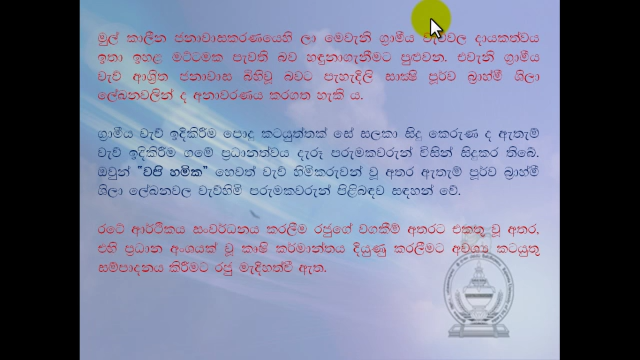 මුල් කාලීන ජනාවාසකරණයෙහි ලා මෙවැනි ග්‍රාමීය වැව්වල දායකත්වය
ඉතා ඉහළ මට්ටමක පැවති බව හඳුනාගැනීමට පුළුවන. එවැනි ග්‍රාමීය
වැව් ආශ්‍රිත ජනාවාස බිහිවූ බවට පැහැදිලි සාක්ෂි පූර්ව බ්‍රාහ්මී ශිලා
ලේඛනවලින් ද අනාවරණය කරගත හැකි ය.
ග්‍රාමීය වැව් ඉදිකිරීම පොදු කටයුත්තක් සේ සලකා සිදු කෙරුණ ද ඇතැම්
වැව් ඉදිකිරීම ගමේ ප්‍රධානත්වය දැරූ පරුමකවරුන් විසින් සිදුකර තිබේ.
ඔවුන් "වපි හමික" හෙවත් වැව් හිමිකරුවන් වූ අතර ඇතැම් පූර්ව බ්‍රාහ්මී
ශිලා ලේඛනවල වැව්හිමි පරුමකවරුන් පිළිබඳව සඳහන් වේ.
රටේ ආර්ථිකය සංවර්ධනය කරලීම රජුගේ වගකීම් අතරට එකතු වූ අතර,
එහි ප්‍රධාන අංශයක් වූ කෘෂි කර්මාන්තය දියුණු කරලීමට අවශ්‍ය කටයුතු
සම්පාදනය කිරීමට රජු මැදිහත්වී ඇත.